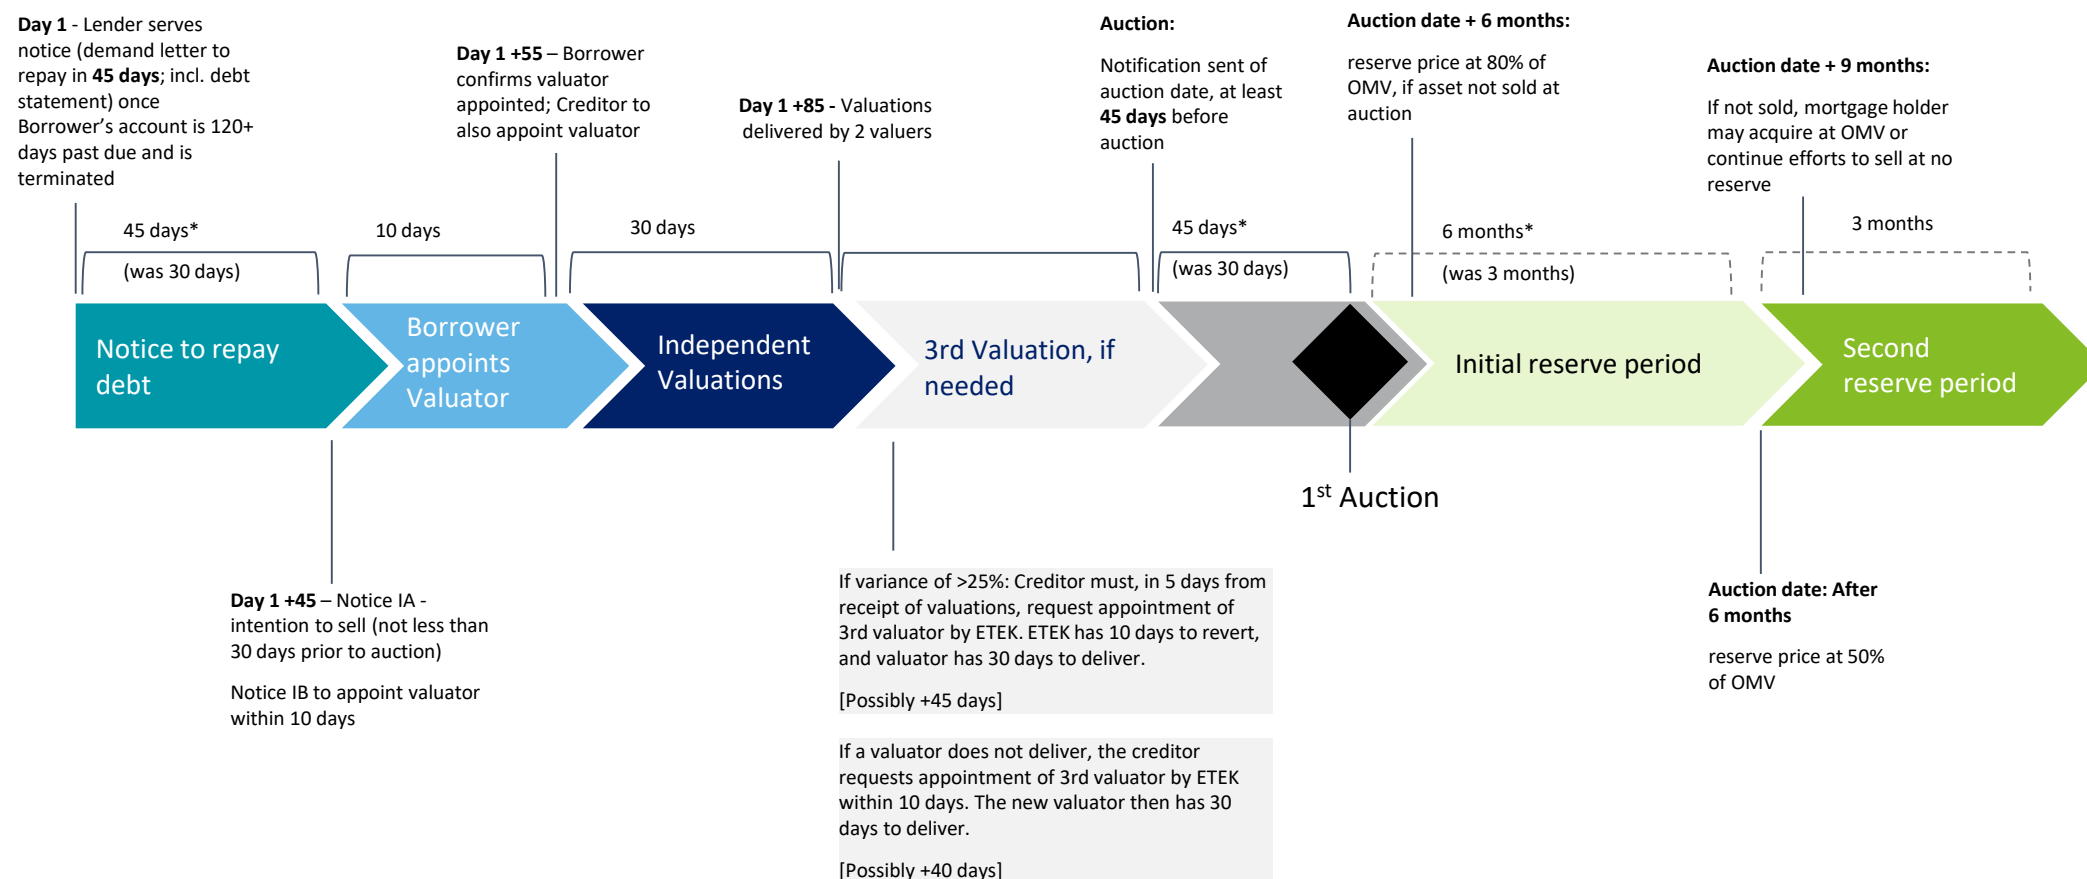 Day 1 - Lender serves
notice (demand letter to
repay in 45 days; incl. debt
statement) once
Borrower’s account is 120+
days past due and is
terminated
Day 1 +55 – Borrower
confirms valuator
appointed; Creditor to
also appoint valuator
Day 1 +85 - Valuations
delivered by 2 valuers
Auction:
Notification sent of
auction date, at least
45 days before
auction
Auction date + 6 months:
reserve price at 80% of
OMV, if asset not sold at
auction
Auction date + 9 months:
If not sold, mortgage holder
may acquire at OMV or
continue efforts to sell at no
reserve
45 days*
(was 30 days)
10 days
30 days
45 days*
(was 30 days)
6 months*
(was 3 months)
3 months
Notice to repay
debt
Borrower
appoints
Valuator
Independent
Valuations
3rd Valuation, if
needed
Initial reserve period
Second
reserve period
1st Auction
Day 1 +45 – Notice IA -
intention to sell (not less than
30 days prior to auction)
Notice IB to appoint valuator
within 10 days
If variance of >25%: Creditor must, in 5 days from
receipt of valuations, request appointment of
3rd valuator by ETEK. ETEK has 10 days to revert,
and valuator has 30 days to deliver.
[Possibly +45 days]
If a valuator does not deliver, the creditor
requests appointment of 3rd valuator by ETEK
within 10 days. The new valuator then has 30
days to deliver.
[Possibly +40 days]
Auction date: After
6 months
reserve price at 50%
of OMV